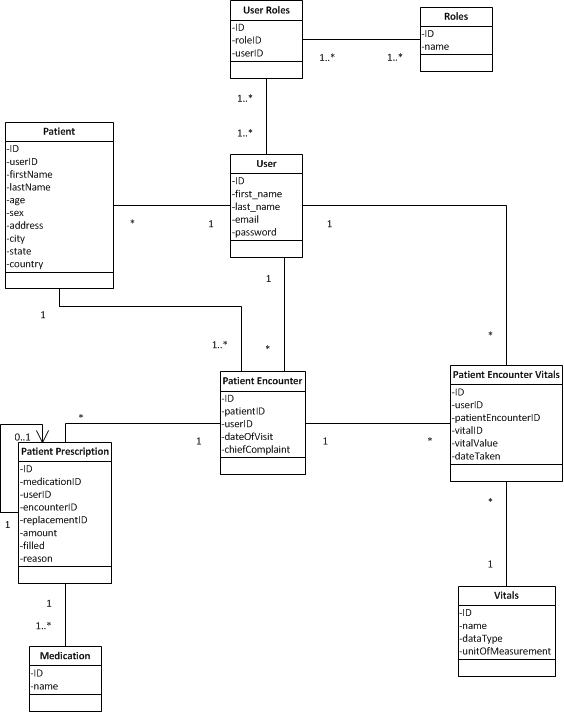 User Roles
-ID
-roleID
-userID
Roles
-ID
-name
1..*
1..*
1..*
1..*
Patient
-ID
-userID
-firstName
-lastName
-age
-sex
-address
-city
-state
-country
User
-ID
-first_name
-last_name
-email
-password
*
1
1
1
1
*
1..*
*
Patient Encounter
-ID
-patientID
-userID
-dateOfVisit
-chiefComplaint
Patient Encounter Vitals
-ID
-userID
-patientEncounterID
-vitalID
-vitalValue
-dateTaken
*
1
1
*
0..1
1
Patient Prescription
-ID
-medicationID
-userID
-encounterID
-replacementID
-amount
-filled
-reason
*
1
Vitals
-ID
-name
-dataType
-unitOfMeasurement
1
1..*
Medication
-ID
-name